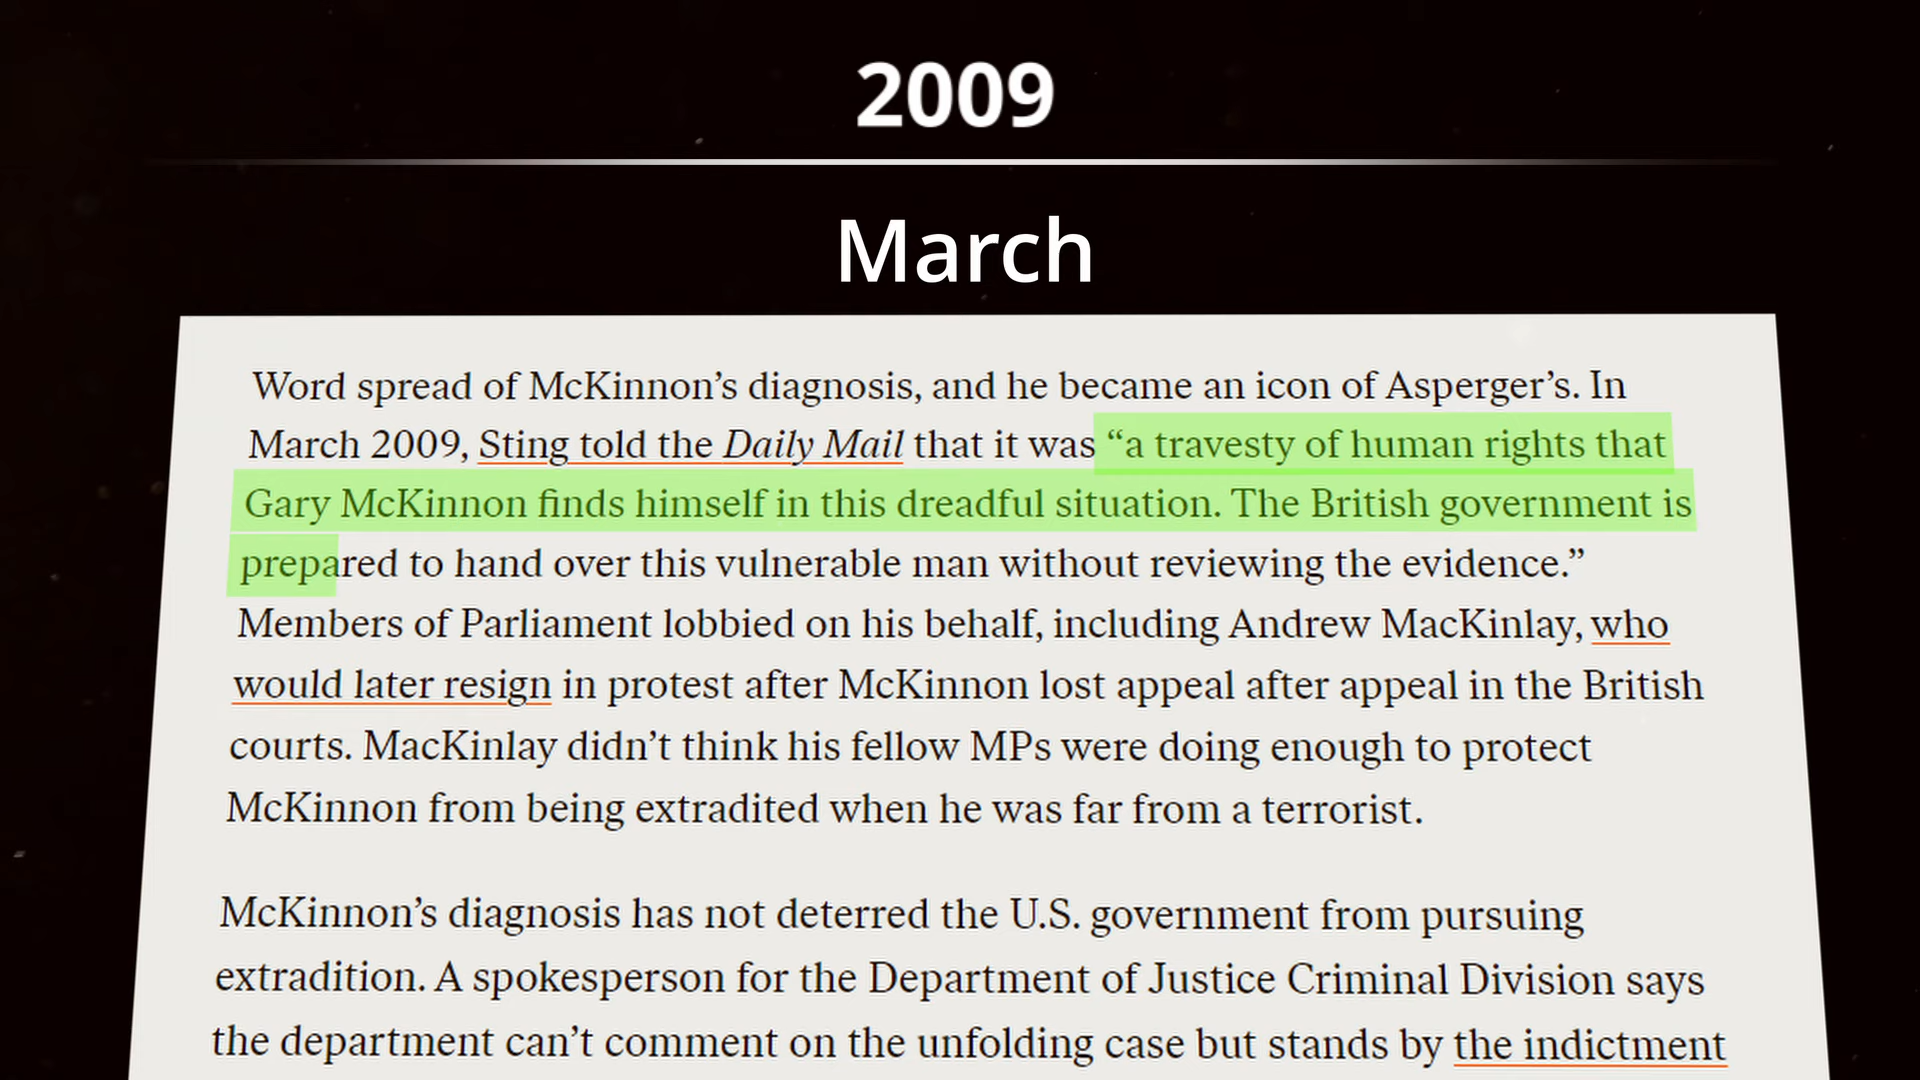 2009
March
Word spread of McKinnon’s diagnosis, and he became an icon of Asperger’s. In
March 2009, Sting told the Daily Mail that it was “a travesty of human rights that
Gary McKinnon finds himself in this dreadful situation. The British government is
prepared to hand over this vulnerable man without reviewing the evidence.”
Members of Parliament lobbied on his behalf, including Andrew MacKinlay, who
would later resign in protest after McKinnon lost appeal after appeal in the British
courts. MacKinlay didn’t think his fellow MPs were doing enough to protect
McKinnon from being extradited when he was far from a terrorist.
McKinnon’s diagnosis has not deterred the U.S. government from pursuing
extradition. A spokesperson for the Department of Justice Criminal Division says
the department can’t comment on the unfolding case but stands by the indictment